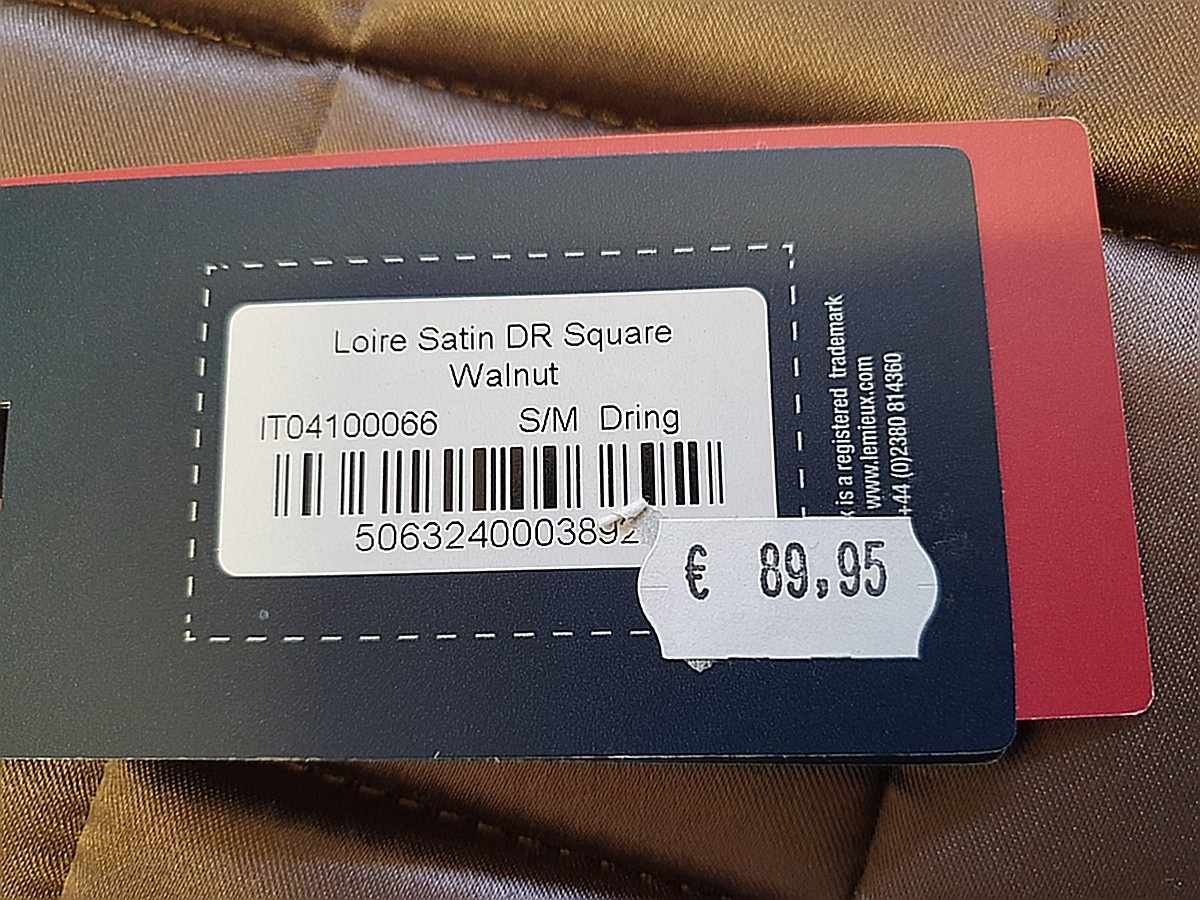 Loire Satin DR Square
Walnut
IT04100066 S/M Dring
5063240003892
€ 89,95
is a registered trademark
www.lemieux.com
+44 (0)2380 814360